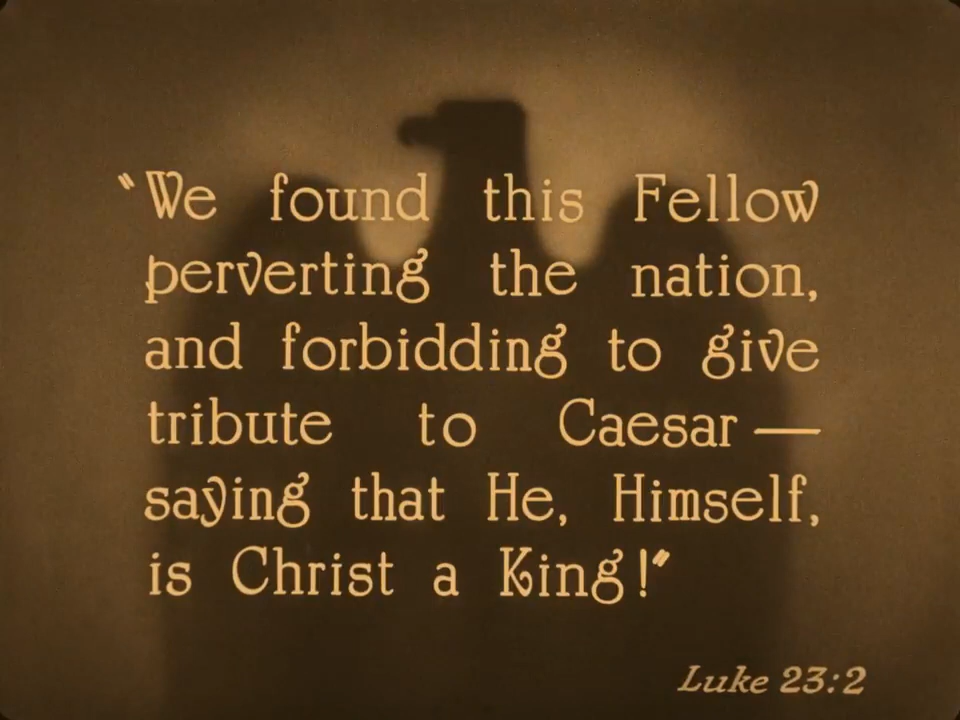 "We found this Fellow
perverting the nation,
and forbidding to give
tribute to Caesar—
saying that He, Himself,
is Christ a King!"
Luke 23:2